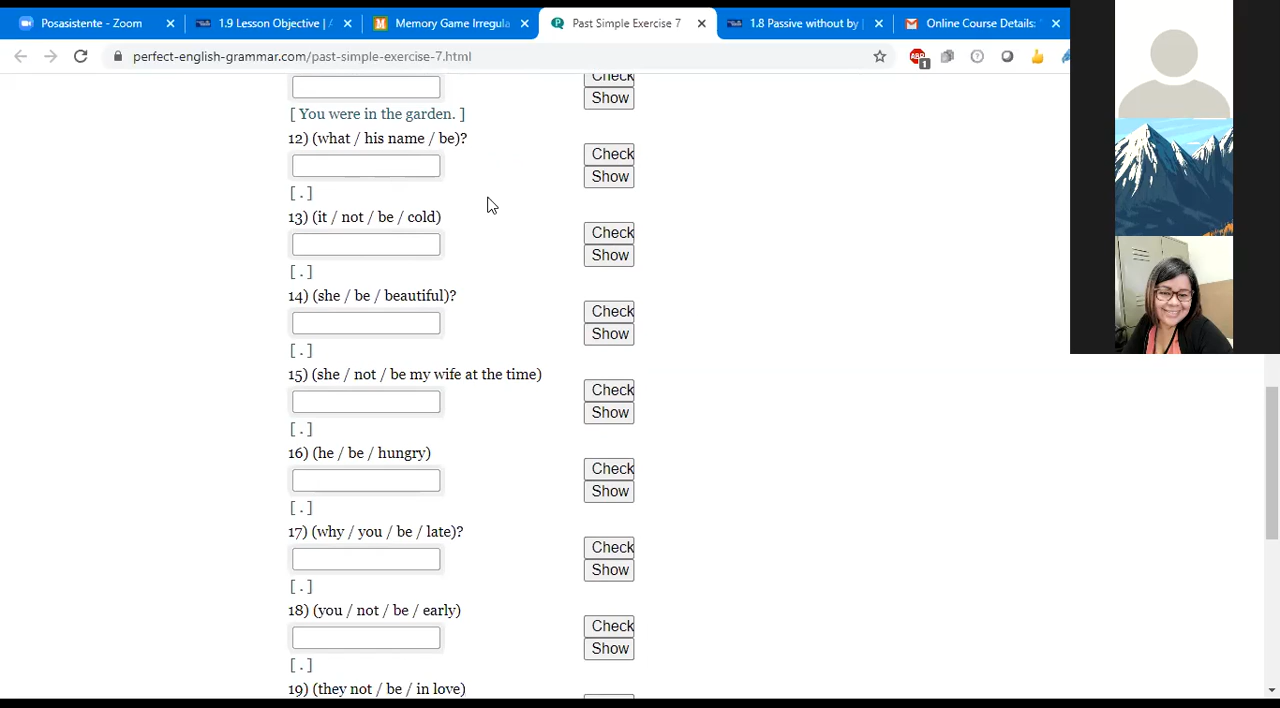 Posasistente - Zoom
1.9 Lesson Objective | A
Memory Game Irregula
Past Simple Exercise 7
1.8 Passive without by |
Online Course Details:
perfect-english-grammar.com/past-simple-exercise-7.html
ABP
1
Check
Show
[ You were in the garden. ]
12) (what / his name / be)?
Check
Show
[ . ]
13) (it / not / be / cold)
Check
Show
[ . ]
14) (she / be / beautiful)?
Check
Show
[ . ]
15) (she / not / be my wife at the time)
Check
Show
[ . ]
16) (he / be / hungry)
Check
Show
[ . ]
17) (why / you / be / late)?
Check
Show
[ . ]
18) (you / not / be / early)
Check
Show
[ . ]
19) (they not / be / in love)